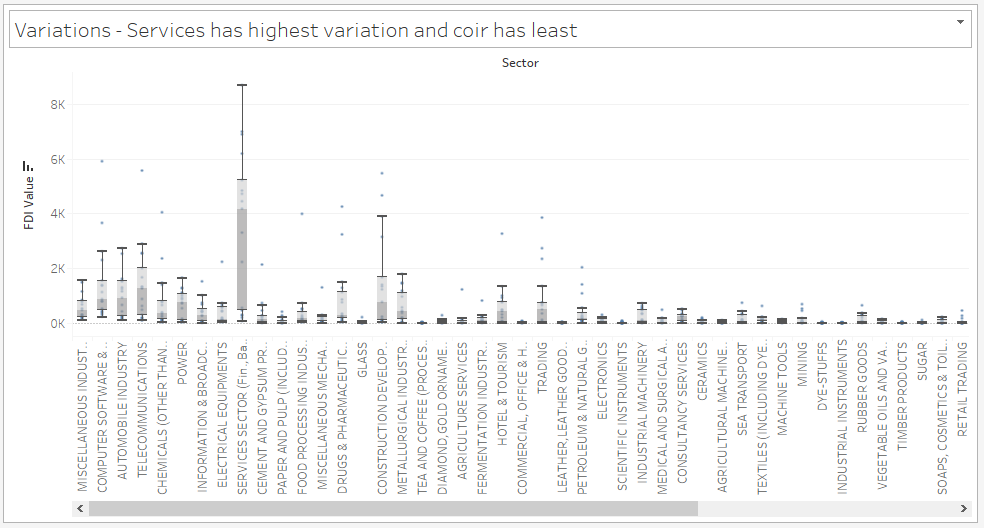 Variations - Services has highest variation and coir has least
Sector
FDI Value
8K
6K
4K
2K
0K
MISCELLANEOUS INDUST..
COMPUTER SOFTWARE & ..
AUTOMOBILE INDUSTRY
TELECOMMUNICATIONS
CHEMICALS (OTHER THAN..
POWER
INFORMATION & BROADC..
ELECTRICAL EQUIPMENTS
SERVICES SECTOR (Fin.,Ba..
CEMENT AND GYPSUM PR..
PAPER AND PULP (INCLUD..
FOOD PROCESSING INDUS..
MISCELLANEOUS MECHA..
DRUGS & PHARMACEUTIC..
GLASS
CONSTRUCTION DEVELOP..
METALLURGICAL INDUSTR..
TEA AND COFFEE (PROCES..
DIAMOND,GOLD ORNAME..
AGRICULTURE SERVICES
FERMENTATION INDUSTR..
HOTEL & TOURISM
COMMERCIAL, OFFICE & H..
TRADING
LEATHER,LEATHER GOOD..
PETROLEUM & NATURAL G..
ELECTRONICS
SCIENTIFIC INSTRUMENTS
INDUSTRIAL MACHINERY
MEDICAL AND SURGICAL A..
CONSULTANCY SERVICES
CERAMICS
AGRICULTURAL MACHINE..
SEA TRANSPORT
TEXTILES (INCLUDING DYE..
MACHINE TOOLS
MINING
DYE-STUFFS
INDUSTRIAL INSTRUMENTS
RUBBER GOODS
VEGETABLE OILS AND VA..
TIMBER PRODUCTS
SUGAR
SOAPS, COSMETICS & TOIL..
RETAIL TRADING